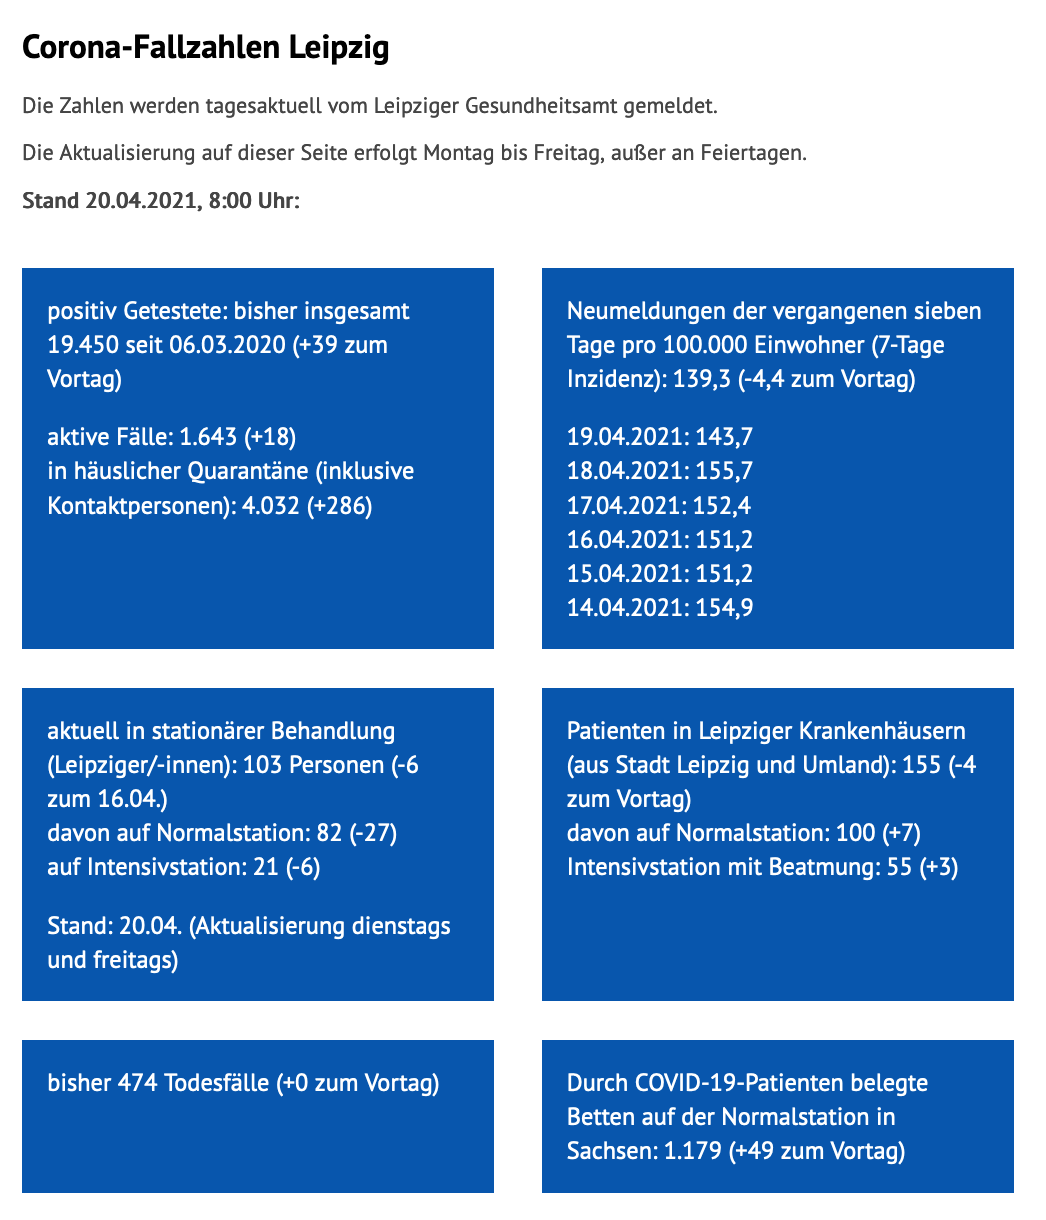 Corona-Fallzahlen Leipzig
Die Zahlen werden tagesaktuell vom Leipziger Gesundheitsamt gemeldet.
Die Aktualisierung auf dieser Seite erfolgt Montag bis Freitag, außer an Feiertagen.
Stand 20.04.2021, 8:00 Uhr:
positiv Getestete: bisher insgesamt
19.450 seit 06.03.2020 (+39 zum
Vortag)
aktive Fälle: 1.643 (+18)
in häuslicher Quarantäne (inklusive
Kontaktpersonen): 4.032 (+286)
Neumeldungen der vergangenen sieben
Tage pro 100.000 Einwohner (7-Tage
Inzidenz): 139,3 (-4,4 zum Vortag)
19.04.2021: 143,7
18.04.2021: 155,7
17.04.2021: 152,4
16.04.2021: 151,2
15.04.2021: 151,2
14.04.2021: 154,9
aktuell in stationärer Behandlung
(Leipziger/-innen): 103 Personen (-6
zum 16.04.)
davon auf Normalstation: 82 (-27)
auf Intensivstation: 21 (-6)
Stand: 20.04. (Aktualisierung dienstags
und freitags)
Patienten in Leipziger Krankenhäusern
(aus Stadt Leipzig und Umland): 155 (-4
zum Vortag)
davon auf Normalstation: 100 (+7)
Intensivstation mit Beatmung: 55 (+3)
bisher 474 Todesfälle (+0 zum Vortag)
Durch COVID-19-Patienten belegte
Betten auf der Normalstation in
Sachsen: 1.179 (+49 zum Vortag)